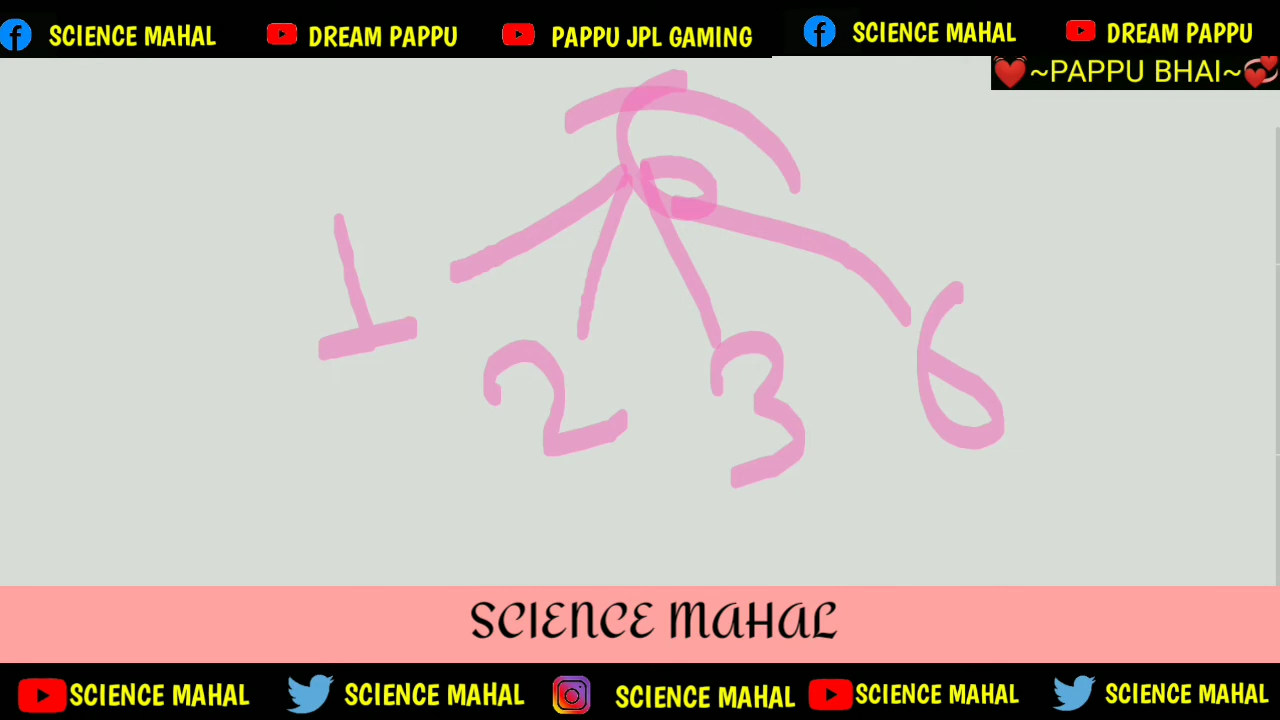 SCIENCE MAHAL DREAM PAPPU PAPPU JPL GAMING SCIENCE MAHAL DREAM PAPPU
~PAPPU BHAI~
6
1 2 3 6
SCIENCE MAHAL
SCIENCE MAHAL SCIENCE MAHAL SCIENCE MAHAL SCIENCE MAHAL SCIENCE MAHAL